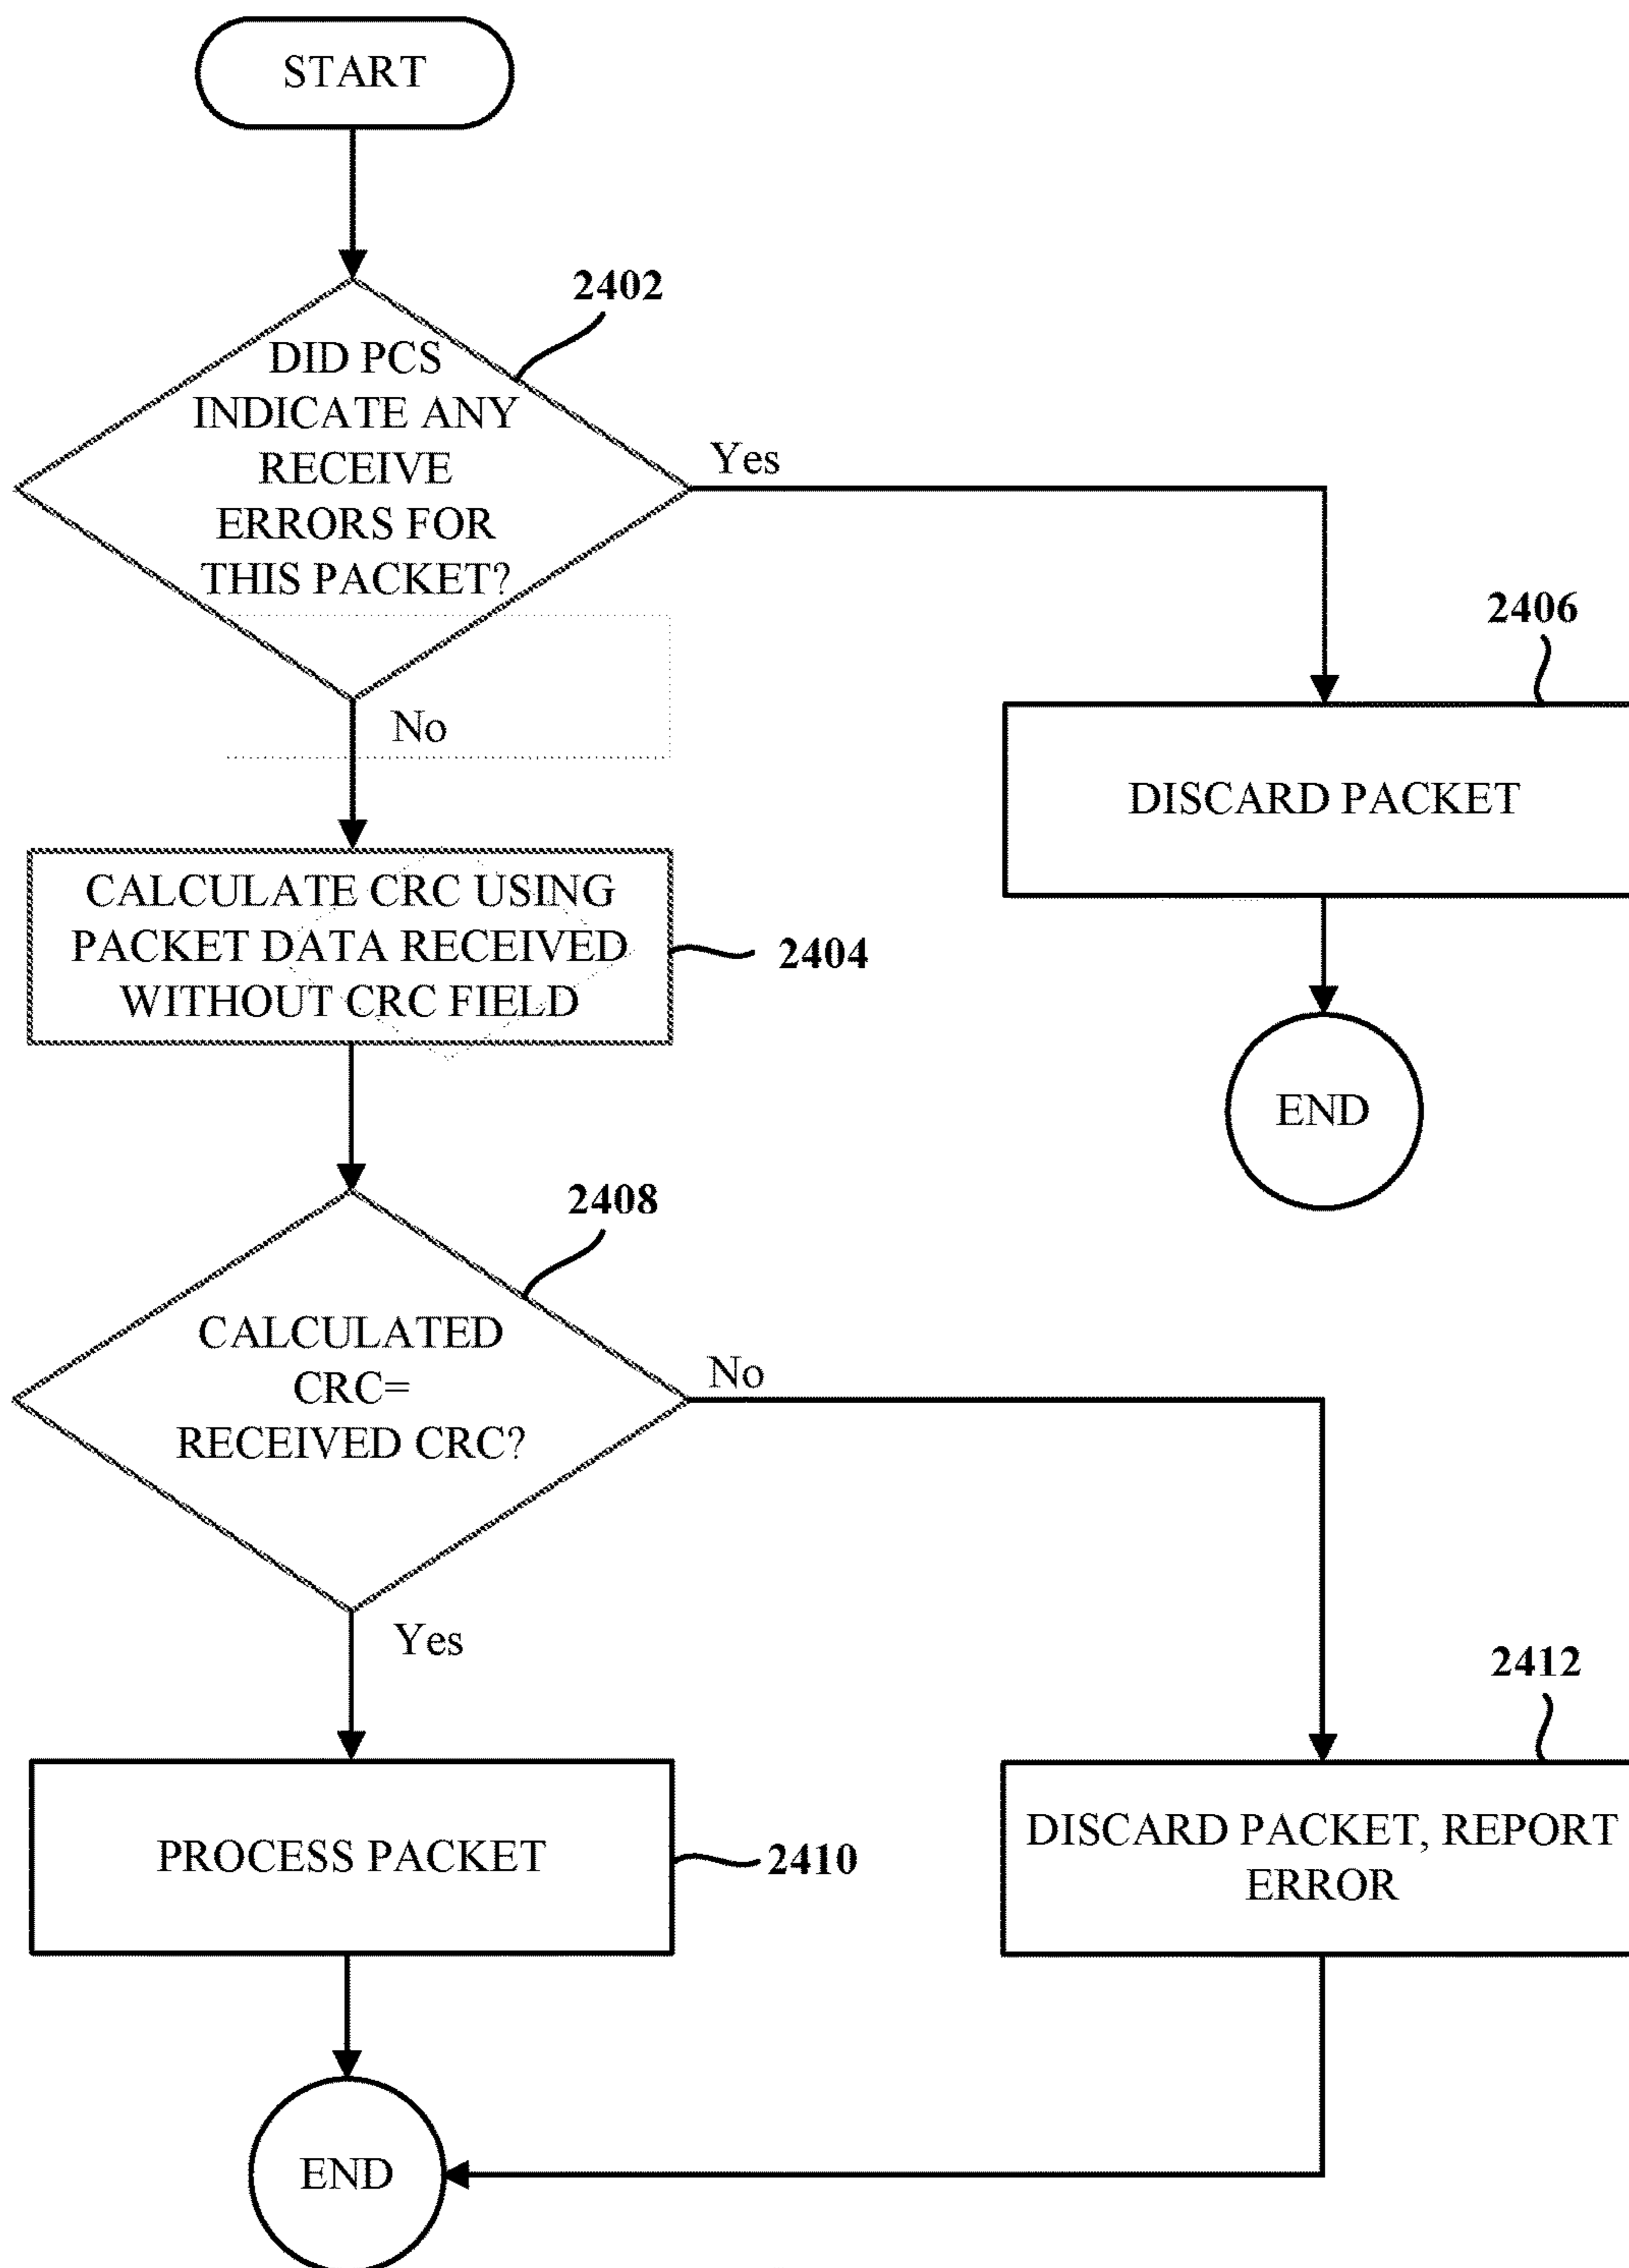 START
2402
DID PCS
INDICATE ANY
RECEIVE
ERRORS FOR
THIS PACKET?
Yes
No
2406
DISCARD PACKET
END
CALCULATE CRC USING
PACKET DATA RECEIVED
WITHOUT CRC FIELD
2404
2408
CALCULATED
CRC=
RECEIVED CRC?
No
Yes
2412
PROCESS PACKET
2410
DISCARD PACKET, REPORT
ERROR
END